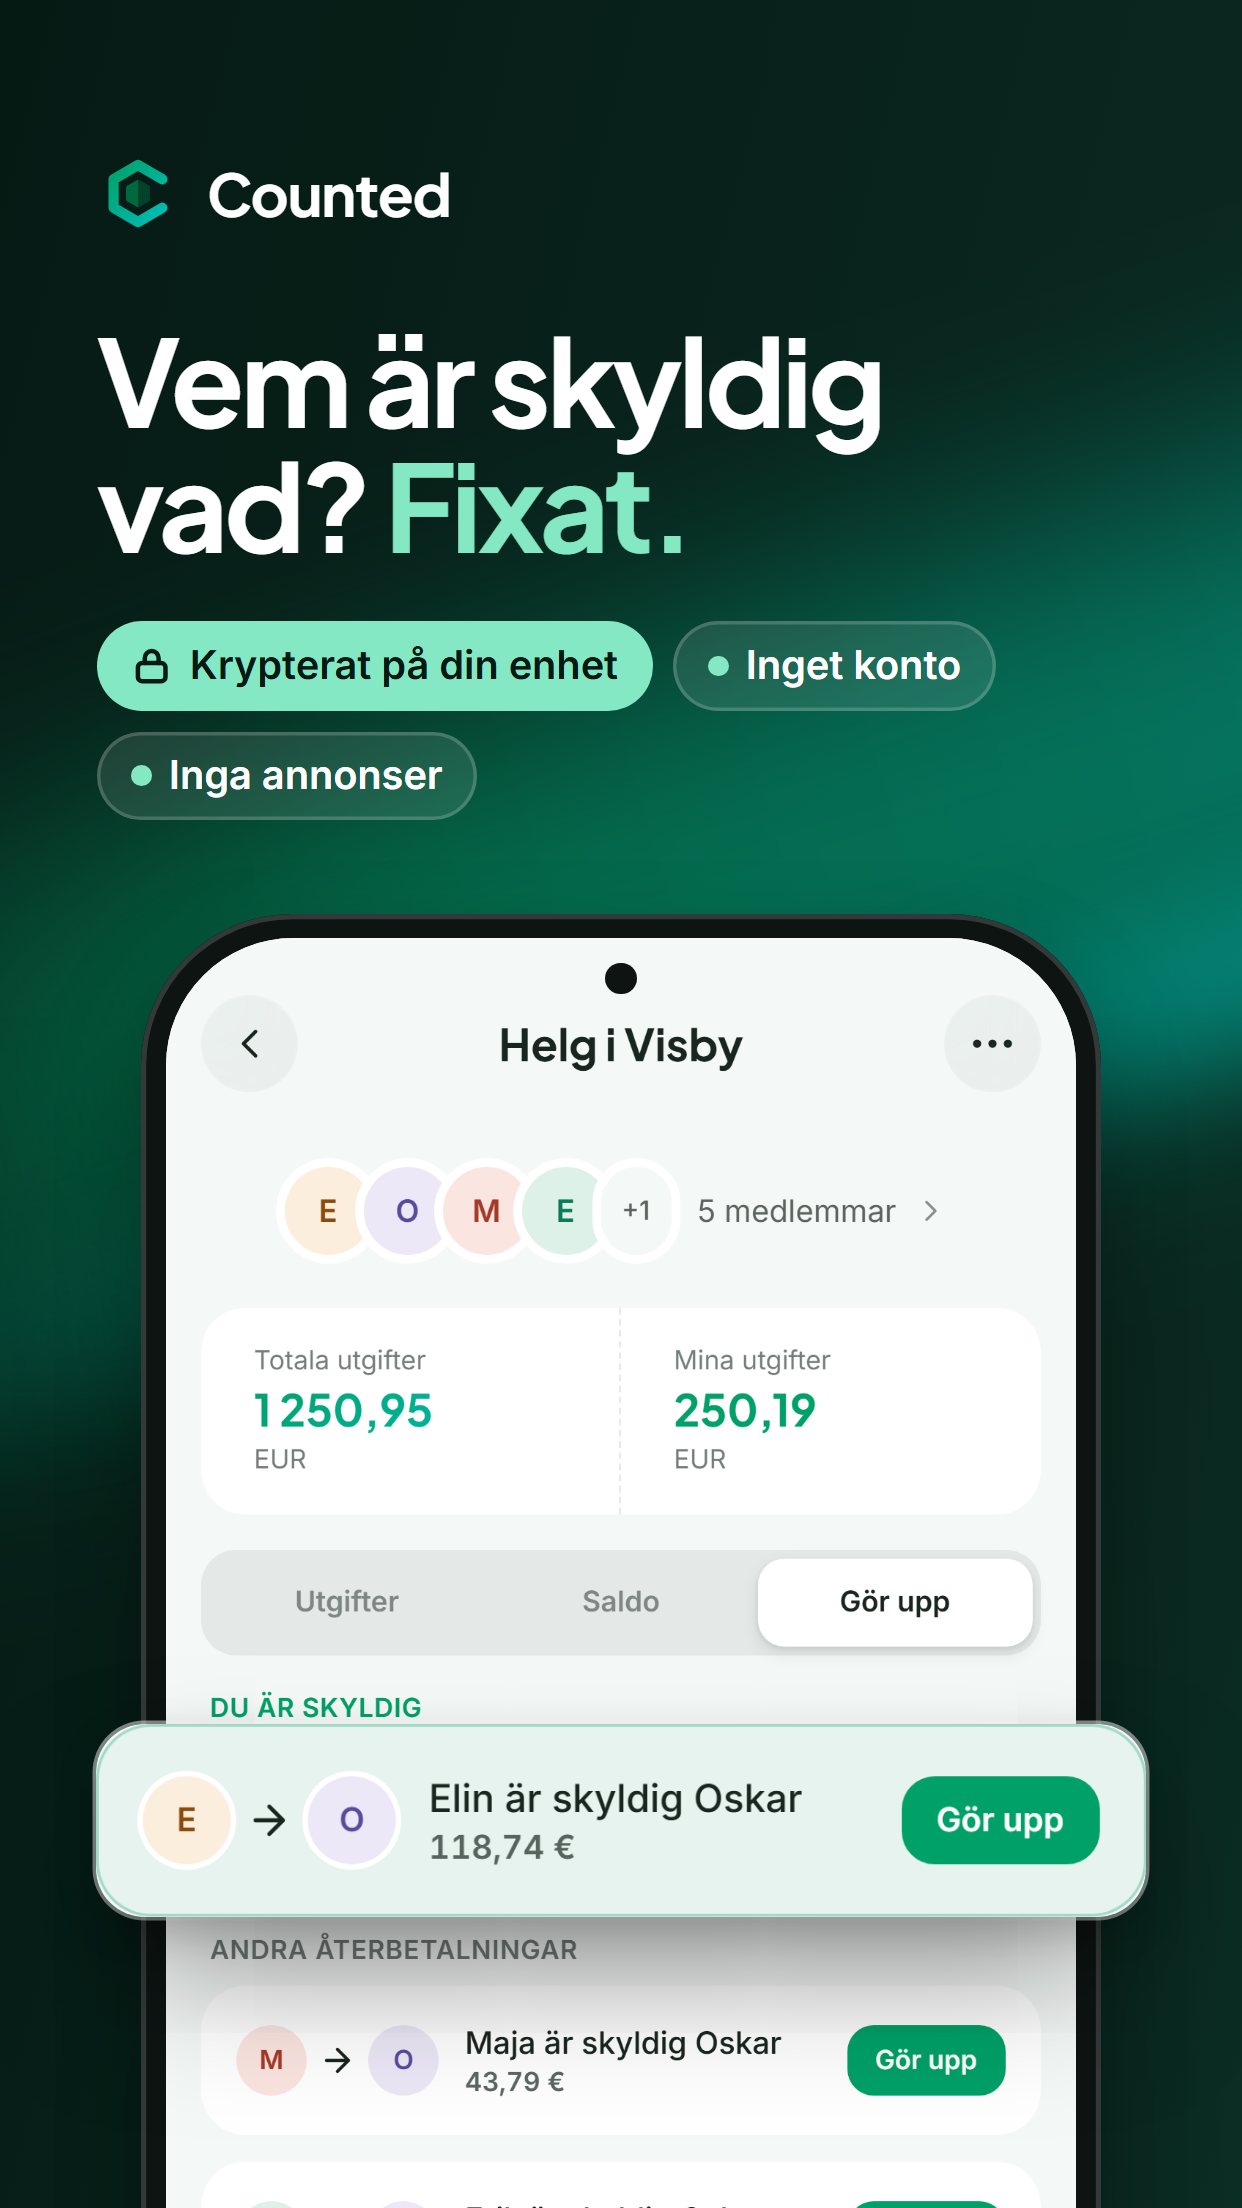 Counted
Vem är skyldig
vad? Fixat.
Krypterat på din enhet
Inget konto
Inga annonser
Helg i Visby
E O M E +1 5 medlemmar
Totala utgifter
1 250,95
EUR
Mina utgifter
250,19
EUR
Utgifter Saldo Gör upp
DU ÄR SKYLDIG
E → O
Elin är skyldig Oskar
118,74 €
Gör upp
ANDRA ÅTERBETALNINGAR
M → O
Maja är skyldig Oskar
43,79 €
Gör upp